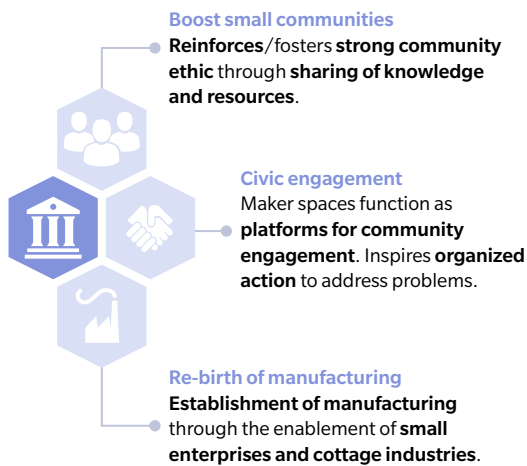 Boost small communities
Reinforces/fosters strong community
ethic through sharing of knowledge
and resources.
Civic engagement
Maker spaces function as
platforms for community
engagement. Inspires organized
action to address problems.
Re-birth of manufacturing
Establishment of manufacturing
through the enablement of small
enterprises and cottage industries.